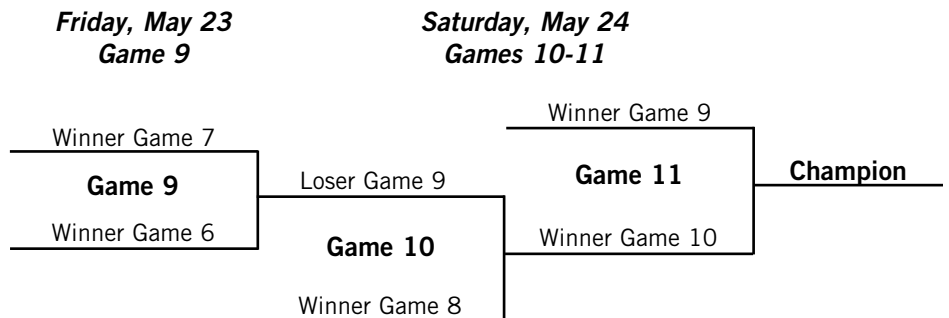 Friday, May 23
Game 9
Saturday, May 24
Games 10-11
Winner Game 7
Game 9
Winner Game 6
Loser Game 9
Game 10
Winner Game 8
Winner Game 9
Game 11
Winner Game 10
Champion